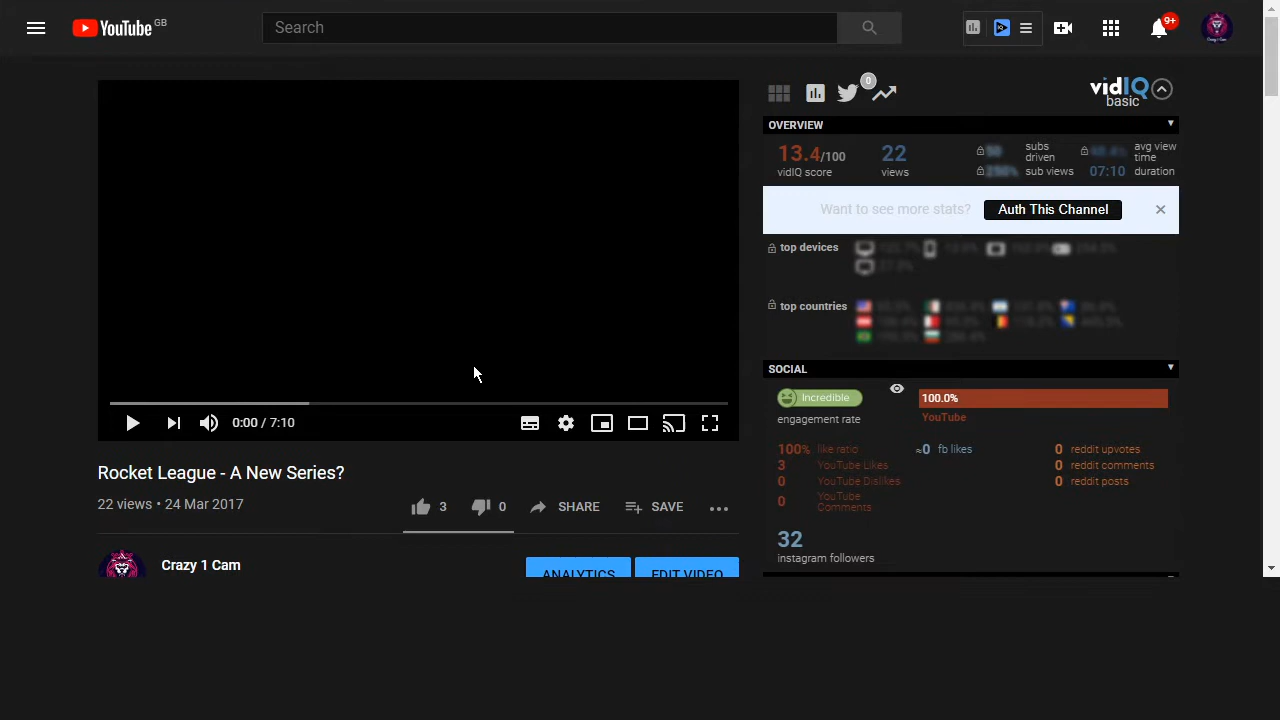 YouTube GB
Search
9+
0
vidIQ
basic
OVERVIEW
13.4/100
vidIQ score
22
views
subs driven
sub views
avg view time
07:10 duration
Want to see more stats?
Auth This Channel
top devices
top countries
SOCIAL
Incredible
engagement rate
100.0%
YouTube
100% like ratio
3 YouTube Likes
0 YouTube Dislikes
0 YouTube Comments
≈0 fb likes
0 reddit upvotes
0 reddit comments
0 reddit posts
32
instagram followers
0:00 / 7:10
Rocket League - A New Series?
22 views • 24 Mar 2017
3
0
SHARE
SAVE
Crazy 1 Cam
ANALYTICS
EDIT VIDEO